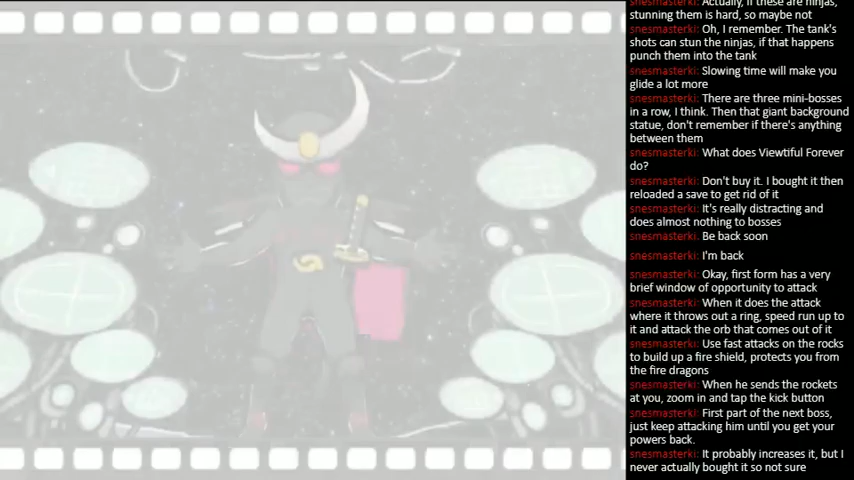 snesmasterki: Actually, if these are ninjas,
stunning them is hard, so maybe not
snesmasterki: Oh, I remember. The tank's
shots can stun the ninjas, if that happens
punch them into the tank
snesmasterki: Slowing time will make you
glide a lot more
snesmasterki: There are three mini-bosses
in a row, I think. Then that giant background
statue, don't remember if there's anything
between them
snesmasterki: What does Viewtiful Forever
do?
snesmasterki: Don't buy it. I bought it then
reloaded a save to get rid of it
snesmasterki: It's really distracting and
does almost nothing to bosses
snesmasterki: Be back soon
snesmasterki: I'm back
snesmasterki: Okay, first form has a very
brief window of opportunity to attack
snesmasterki: When it does the attack
where it throws out a ring, speed run up to
it and attack the orb that comes out of it
snesmasterki: Use fast attacks on the rocks
to build up a fire shield, protects you from
the fire dragons
snesmasterki: When he sends the rockets
at you, zoom in and tap the kick button
snesmasterki: First part of the next boss,
just keep attacking him until you get your
powers back.
snesmasterki: It probably increases it, but I
never actually bought it so not sure